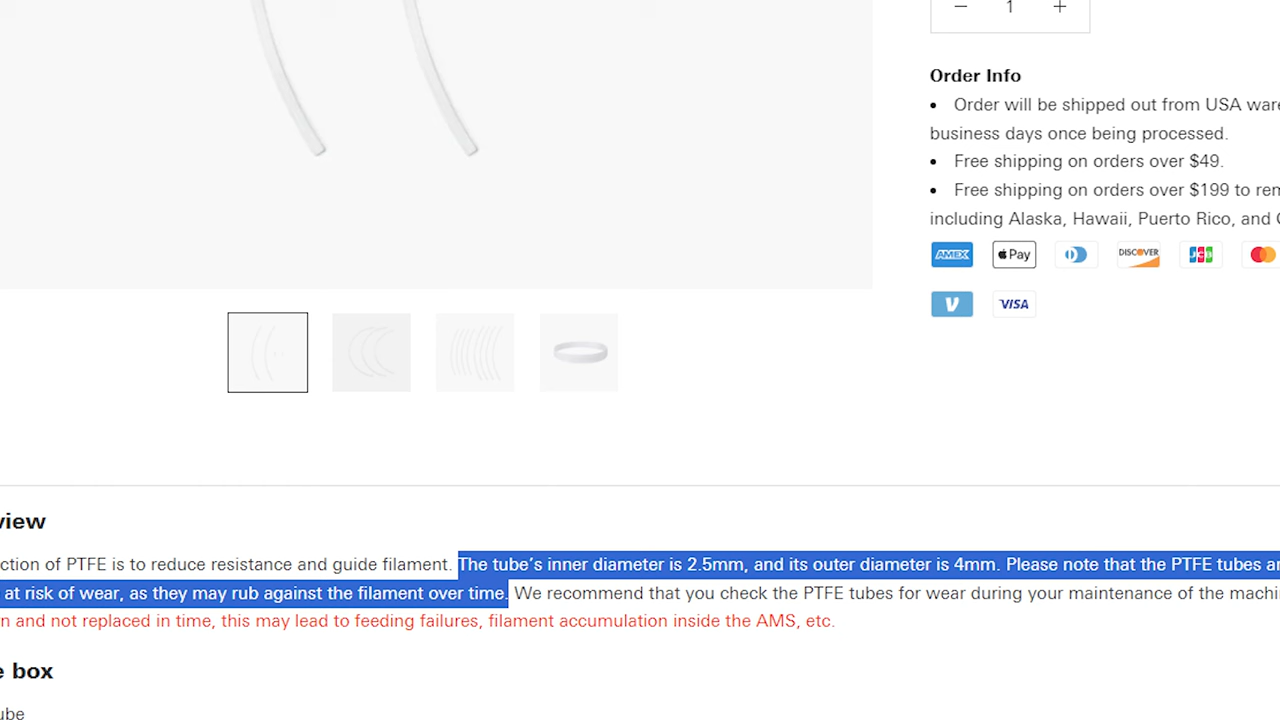 − 1 +
Order Info
• Order will be shipped out from USA ware
business days once being processed.
• Free shipping on orders over $49.
• Free shipping on orders over $199 to rem
including Alaska, Hawaii, Puerto Rico, and G
AMEX Pay DISCOVER JCB
V VISA
view
ction of PTFE is to reduce resistance and guide filament. The tube’s inner diameter is 2.5mm, and its outer diameter is 4mm. Please note that the PTFE tubes ar
at risk of wear, as they may rub against the filament over time. We recommend that you check the PTFE tubes for wear during your maintenance of the machi
n and not replaced in time, this may lead to feeding failures, filament accumulation inside the AMS, etc.
e box
ube